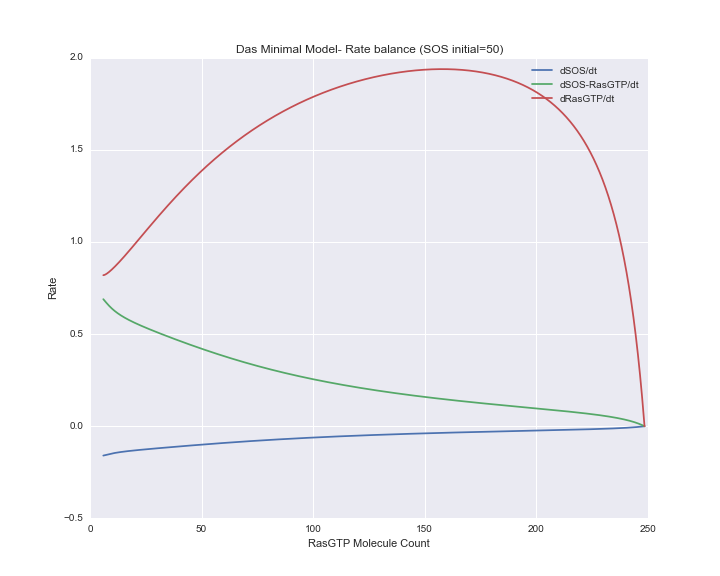 Das Minimal Model- Rate balance (SOS initial=50)
2.0
1.5
1.0
0.5
0.0
−0.5
Rate
dSOS/dt
dSOS-RasGTP/dt
dRasGTP/dt
0
50
100
150
200
250
RasGTP Molecule Count